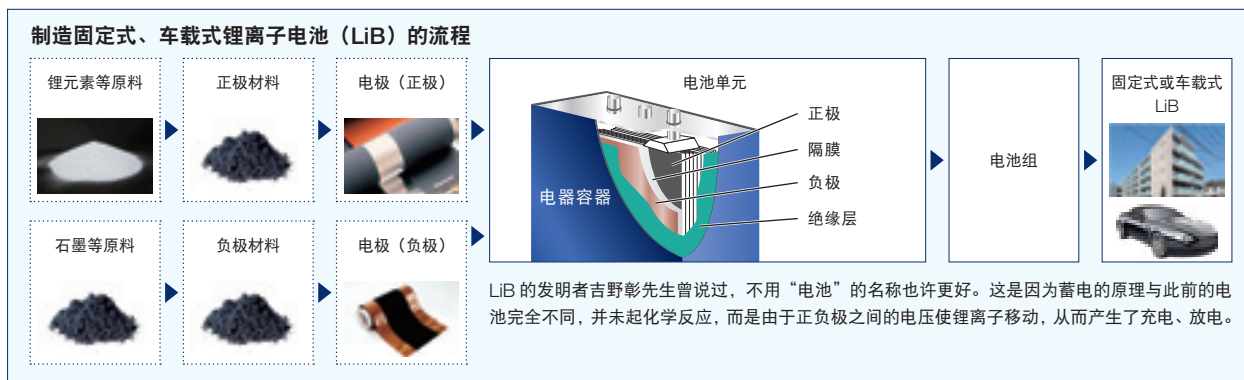 制造固定式、车载式锂离子电池（LiB）的流程
锂元素等原料
正极材料
电极（正极）
电池单元
正极
隔膜
负极
绝缘层
电器容器
电池组
固定式或车载式
LiB
石墨等原料
负极材料
电极（负极）
LiB 的发明者吉野彰先生曾说过，不用“电池”的名称也许更好。这是因为蓄电的原理与此前的电
池完全不同，并未起化学反应，而是由于正负极之间的电压使锂离子移动，从而产生了充电、放电。